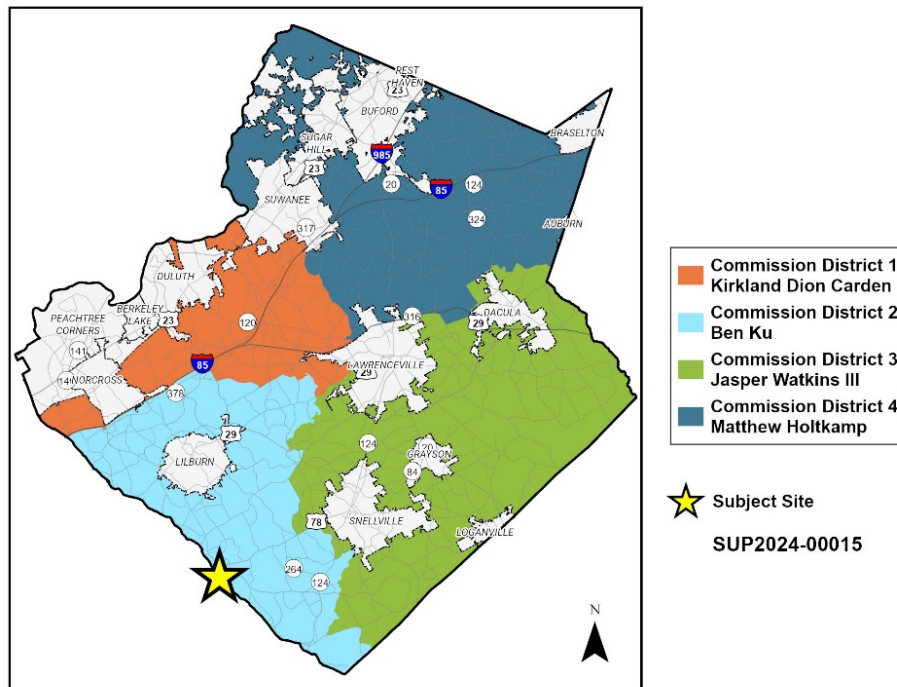 REST
HAVEN
23
BUFORD
BRASELTON
SUGAR
HILL
985
23
20
85
124
SUWANEE
324
AUBURN
317
DULUTH
DACULA
PEACHTREE
CORNERS
BERKELEY
LAKE
23
120
316
29
141
LAWRENCEVILLE
85
29
NORCROSS
378
29
124
20
GRAYSON
LILBURN
84
78
SNELLVILLE
LOGANVILLE
264
124
N
Commission District 1
Kirkland Dion Carden
Commission District 2
Ben Ku
Commission District 3
Jasper Watkins III
Commission District 4
Matthew Holtkamp
Subject Site
SUP2024-00015